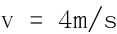 v = 4m/s